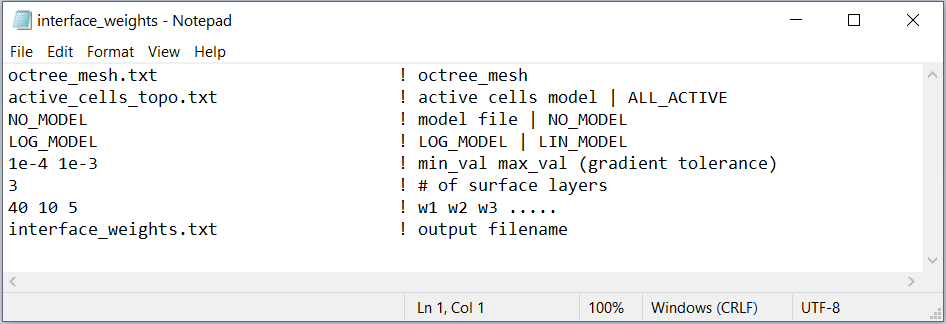 interface_weights - Notepad
File Edit Format View Help
octree_mesh.txt ! octree_mesh
active_cells_topo.txt ! active cells model | ALL_ACTIVE
NO_MODEL ! model file | NO_MODEL
LOG_MODEL ! LOG_MODEL | LIN_MODEL
1e-4 1e-3 ! min_val max_val (gradient tolerance)
3 ! # of surface layers
40 10 5 ! w1 w2 w3 .....
interface_weights.txt ! output filename
Ln 1, Col 1 100% Windows (CRLF) UTF-8